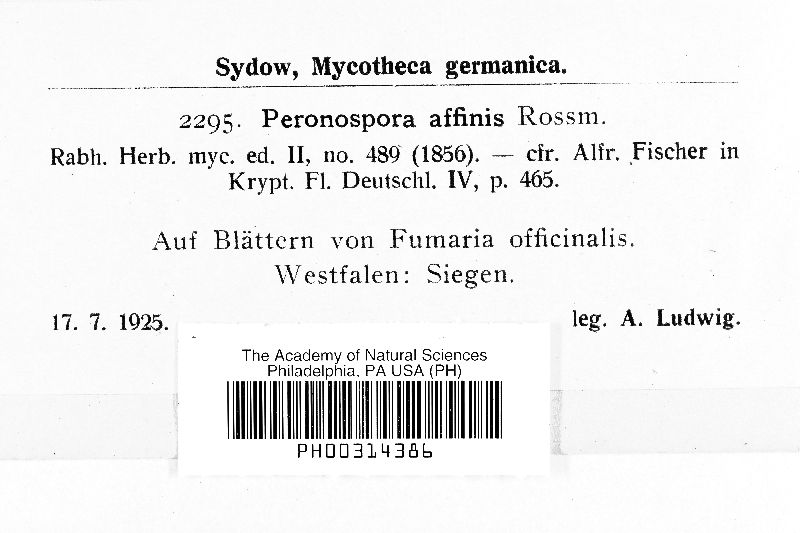 Sydow, Mycotheca germanica.
2295. Peronospora affinis Rossm.
Rabh. Herb. myc. ed. II, no. 489 (1856). — cfr. Alfr. Fischer in
Krypt. Fl. Deutschl. IV, p. 465.
Auf Blättern von Fumaria officinalis.
Westfalen: Siegen.
17. 7. 1925. leg. A. Ludwig.
The Academy of Natural Sciences
Philadelphia, PA USA (PH)
PH00314386